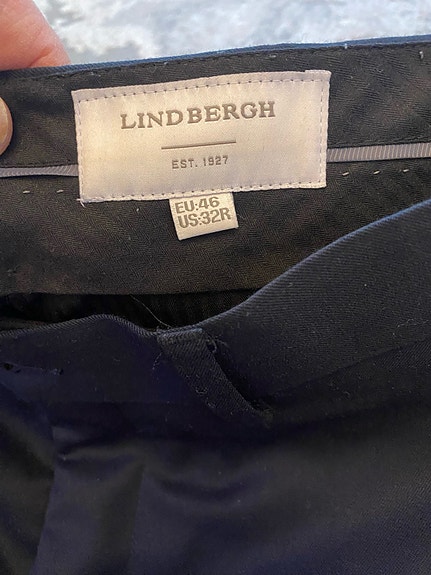 LINDBERGH
EST. 1927
EU:46
US:32R